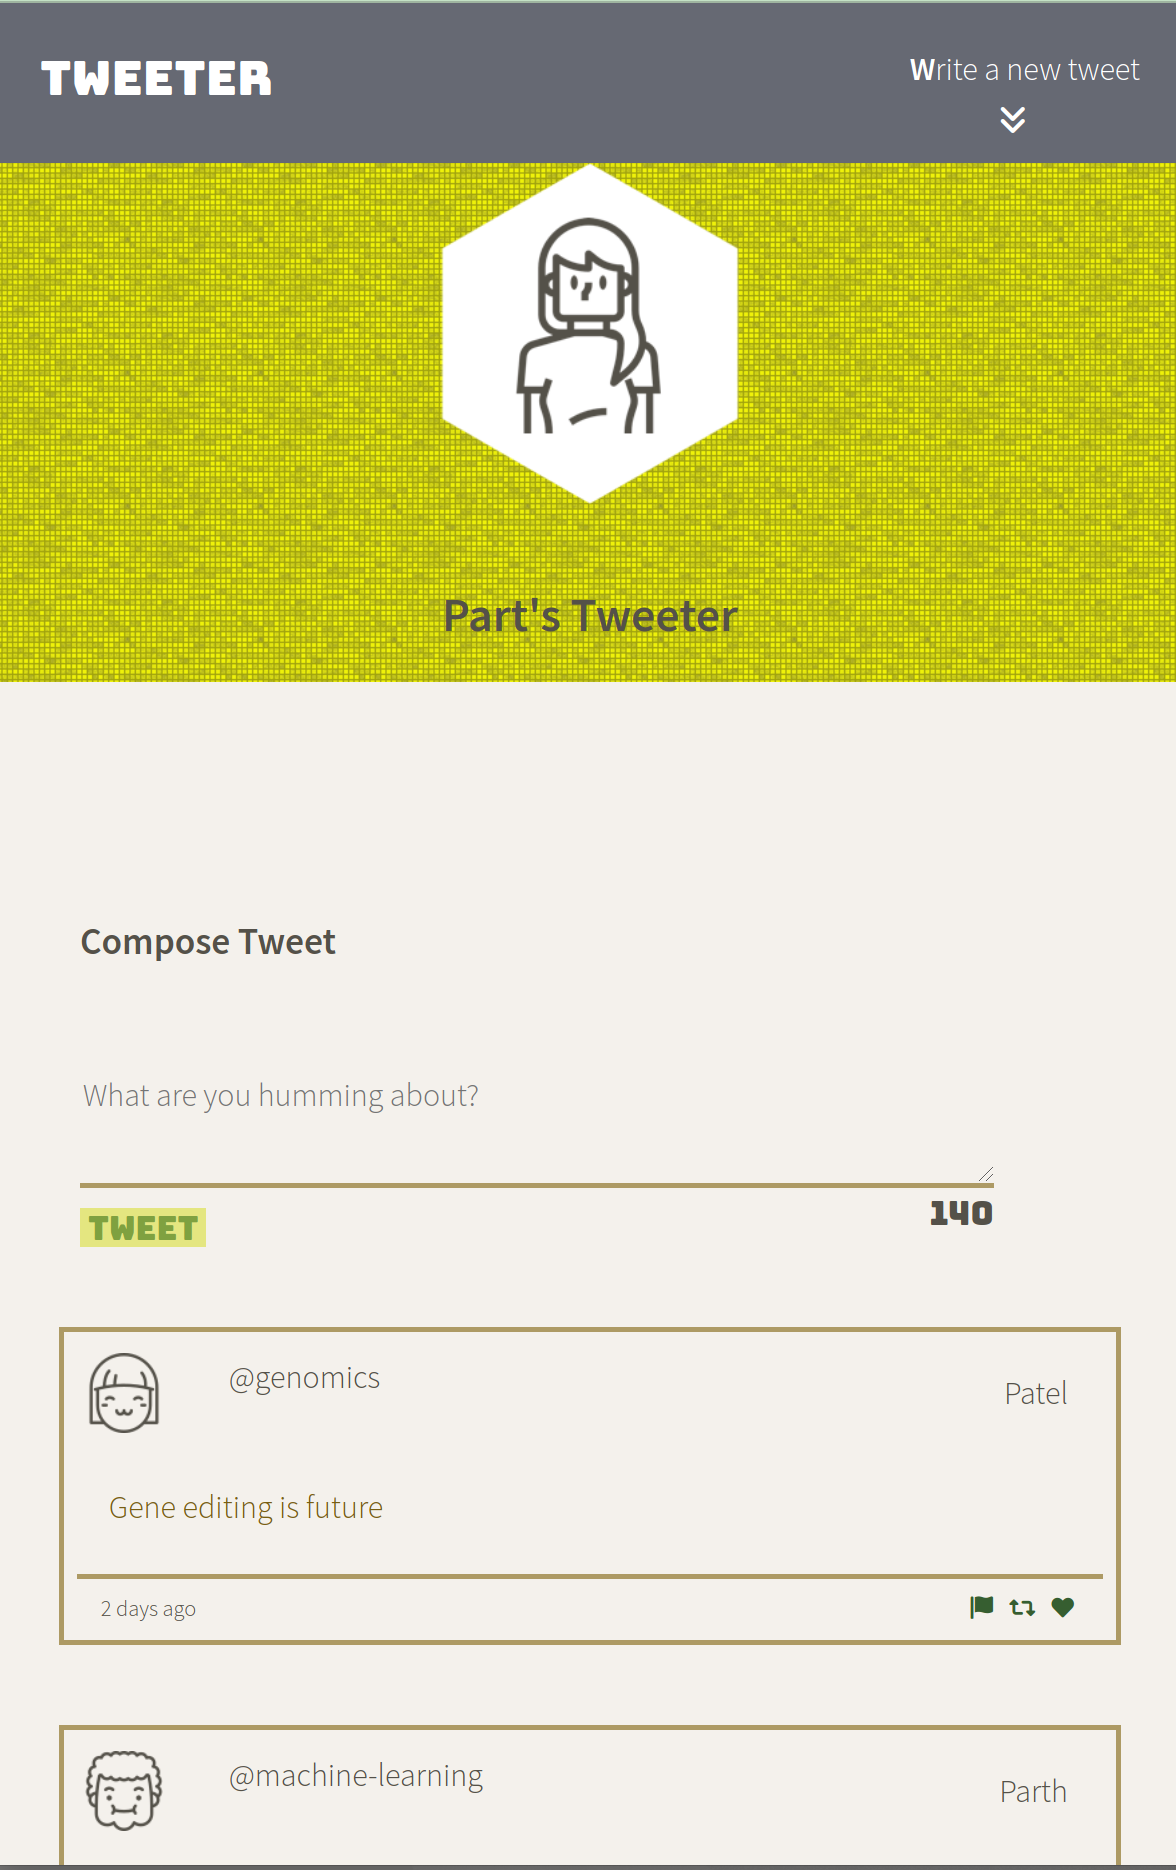 TWEETER
Write a new tweet
Part's Tweeter
Compose Tweet
What are you humming about?
TWEET
140
@genomics
Patel
Gene editing is future
2 days ago
@machine-learning
Parth